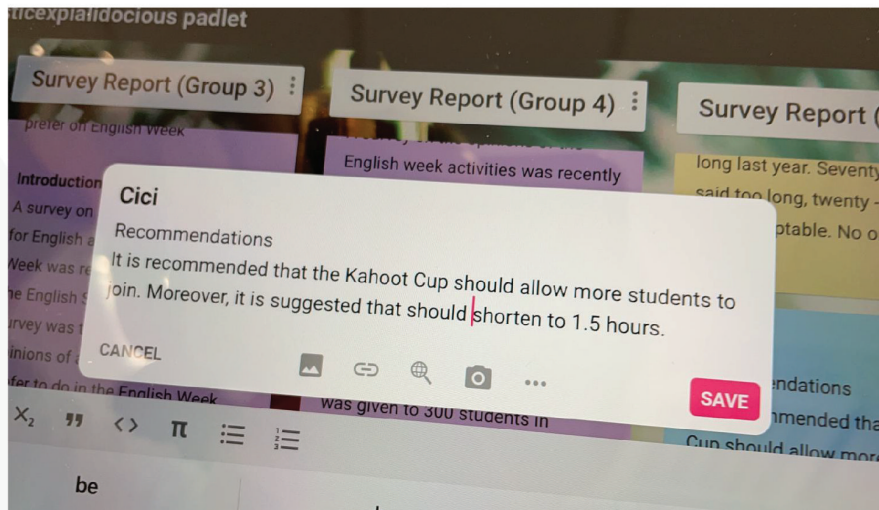 ticexpialidocious padlet
Survey Report (Group 3)
Survey Report (Group 4)
Survey Report (
prefer on English Week
English week activities was recently
long last year. Seventy
said too long, twenty -
ptable. No o
Introduction
A survey on
for English a
Week was re
he English S
urvey was
inions of
fer to do in the English Week
Cici
Recommendations
It is recommended that the Kahoot Cup should allow more students to
join. Moreover, it is suggested that should shorten to 1.5 hours.
CANCEL
SAVE
was given to 300 students in
endations
mmended tha
Cup should allow more
X₂ " <> π
be